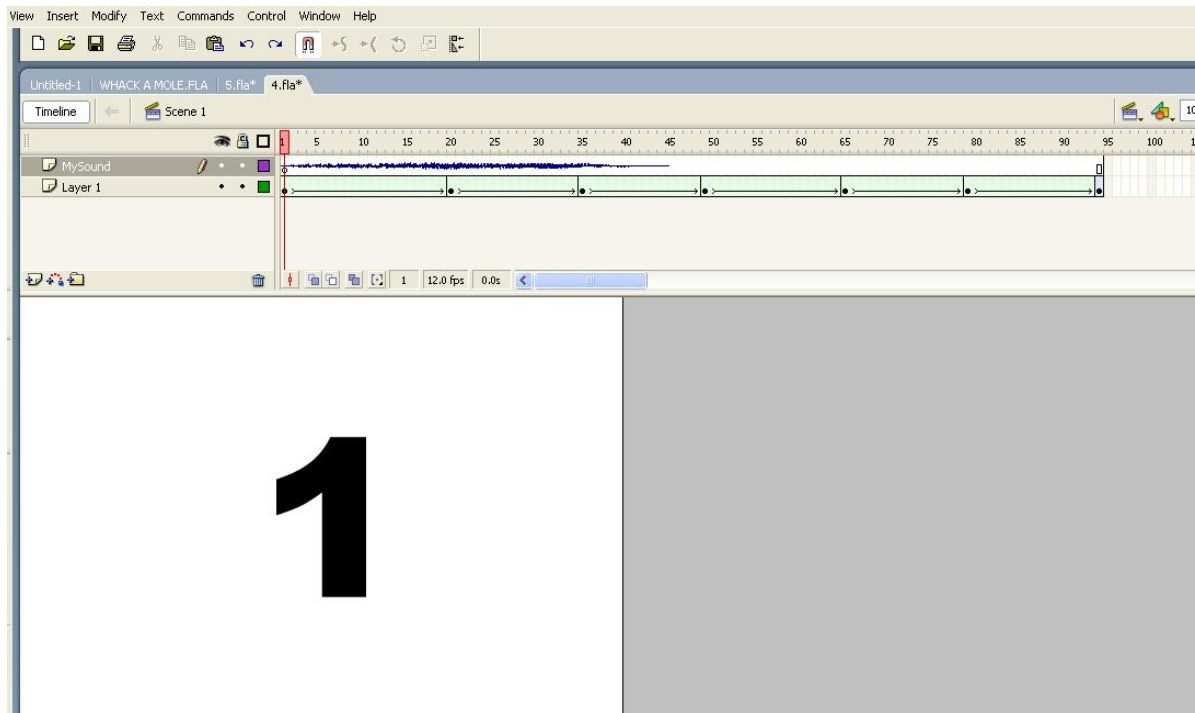 View Insert Modify Text Commands Control Window Help
Untitled-1 WHACK A MOLE.FLA 5.fla* 4.fla*
Timeline Scene 1 10
1 5 10 15 20 25 30 35 40 45 50 55 60 65 70 75 80 85 90 95 100 1
MySound
Layer 1
1 12.0 fps 0.0s
1